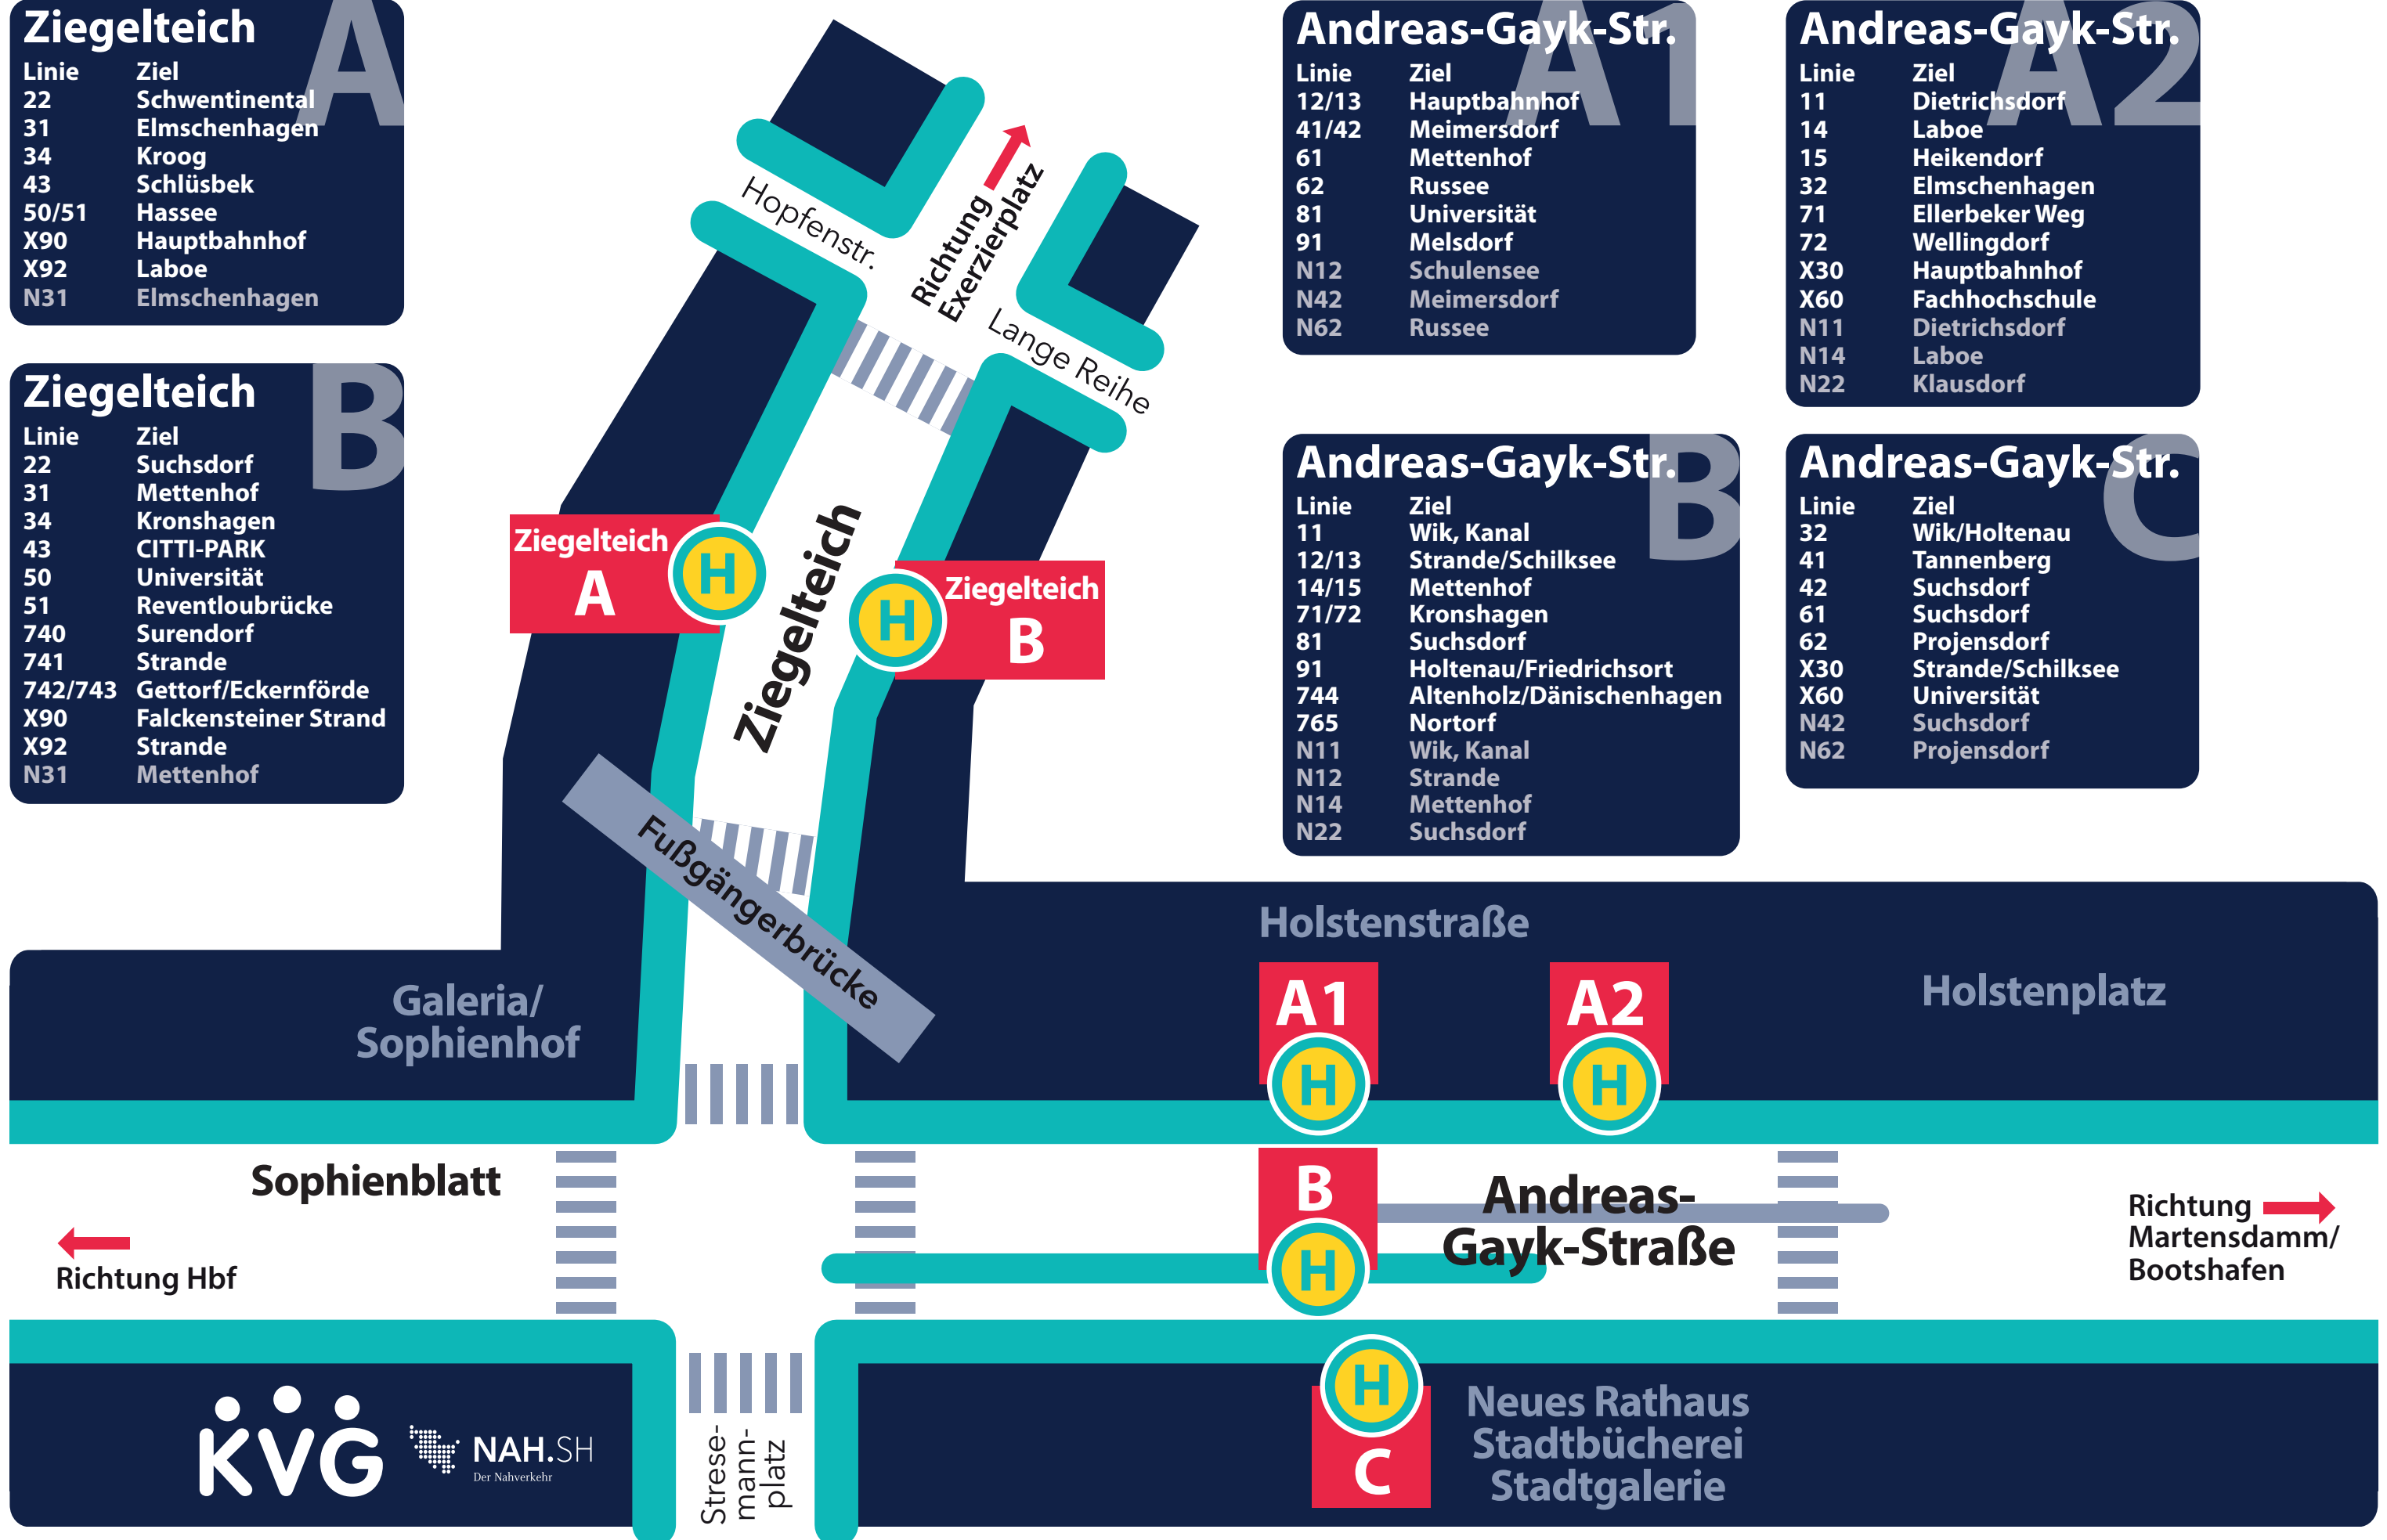 Ziegelteich
A
Linie Ziel
22 Schwentinental
31 Elmschenhagen
34 Kroog
43 Schlüsbek
50/51 Hassee
X90 Hauptbahnhof
X92 Laboe
N31 Elmschenhagen
Ziegelteich
B
Linie Ziel
22 Suchsdorf
31 Mettenhof
34 Kronshagen
43 CITTI-PARK
50 Universität
51 Reventloubrücke
740 Surendorf
741 Strande
742/743 Gettorf/Eckernförde
X90 Falckensteiner Strand
X92 Strande
N31 Mettenhof
Andreas-Gayk-Str.
A1
Linie Ziel
12/13 Hauptbahnhof
41/42 Meimersdorf
61 Mettenhof
62 Russee
81 Universität
91 Melsdorf
N12 Schulensee
N42 Meimersdorf
N62 Russee
Andreas-Gayk-Str.
A2
Linie Ziel
11 Dietrichsdorf
14 Laboe
15 Heikendorf
32 Elmschenhagen
71 Ellerbeker Weg
72 Wellingdorf
X30 Hauptbahnhof
X60 Fachhochschule
N11 Dietrichsdorf
N14 Laboe
N22 Klausdorf
Andreas-Gayk-Str.
B
Linie Ziel
11 Wik, Kanal
12/13 Strande/Schilksee
14/15 Mettenhof
71/72 Kronshagen
81 Suchsdorf
91 Holtenau/Friedrichsort
744 Altenholz/Dänischenhagen
765 Nortorf
N11 Wik, Kanal
N12 Strande
N14 Mettenhof
N22 Suchsdorf
Andreas-Gayk-Str.
C
Linie Ziel
32 Wik/Holtenau
41 Tannenberg
42 Suchsdorf
61 Suchsdorf
62 Projensdorf
X30 Strande/Schilksee
X60 Universität
N42 Suchsdorf
N62 Projensdorf
Hopfenstr.
Richtung
Exerzierplatz
Lange Reihe
Ziegelteich
A
H
Ziegelteich
H
Ziegelteich
B
Fußgängerbrücke
Galeria/
Sophienhof
Holstenstraße
Holstenplatz
A1
H
A2
H
Sophienblatt
Richtung Hbf
B
H
Andreas-
Gayk-Straße
Richtung
Martensdamm/
Bootshafen
H
C
Neues Rathaus
Stadtbücherei
Stadtgalerie
Strese-
mann-
platz
KVG
NAH.SH
Der Nahverkehr